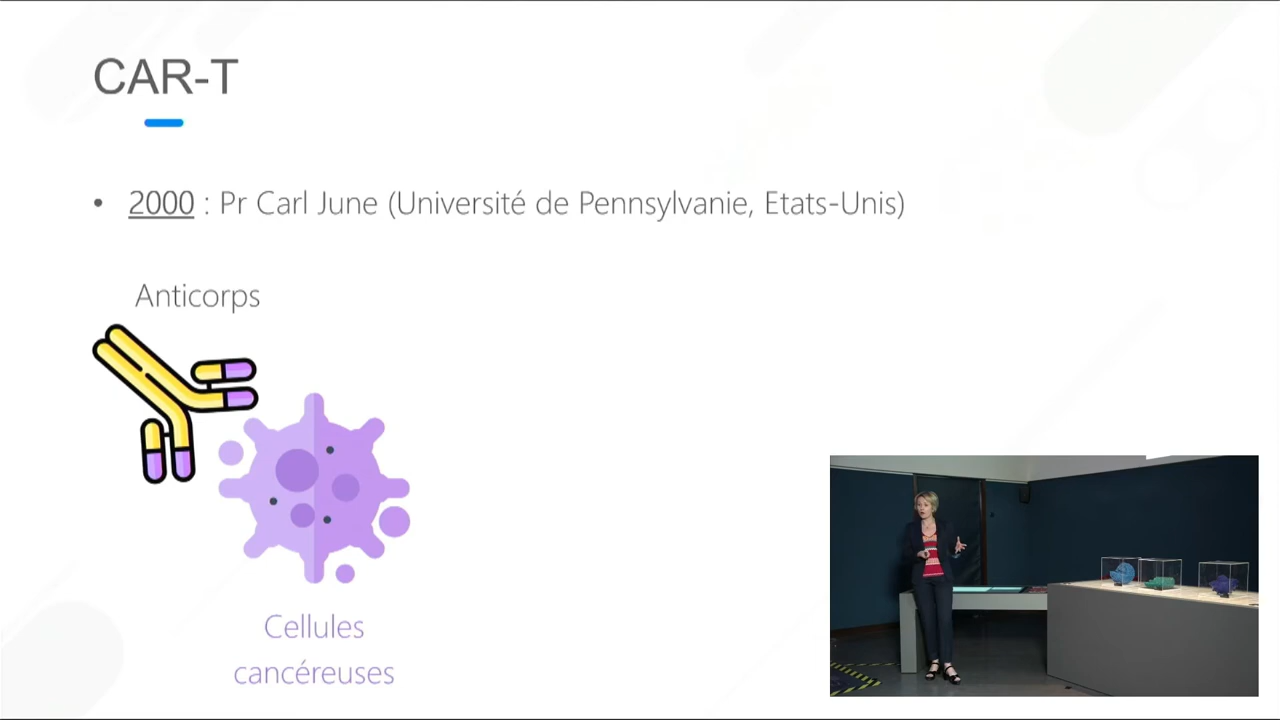 CAR-T
• 2000 : Pr Carl June (Université de Pennsylvanie, Etats-Unis)
Anticorps
Cellules
cancéreuses